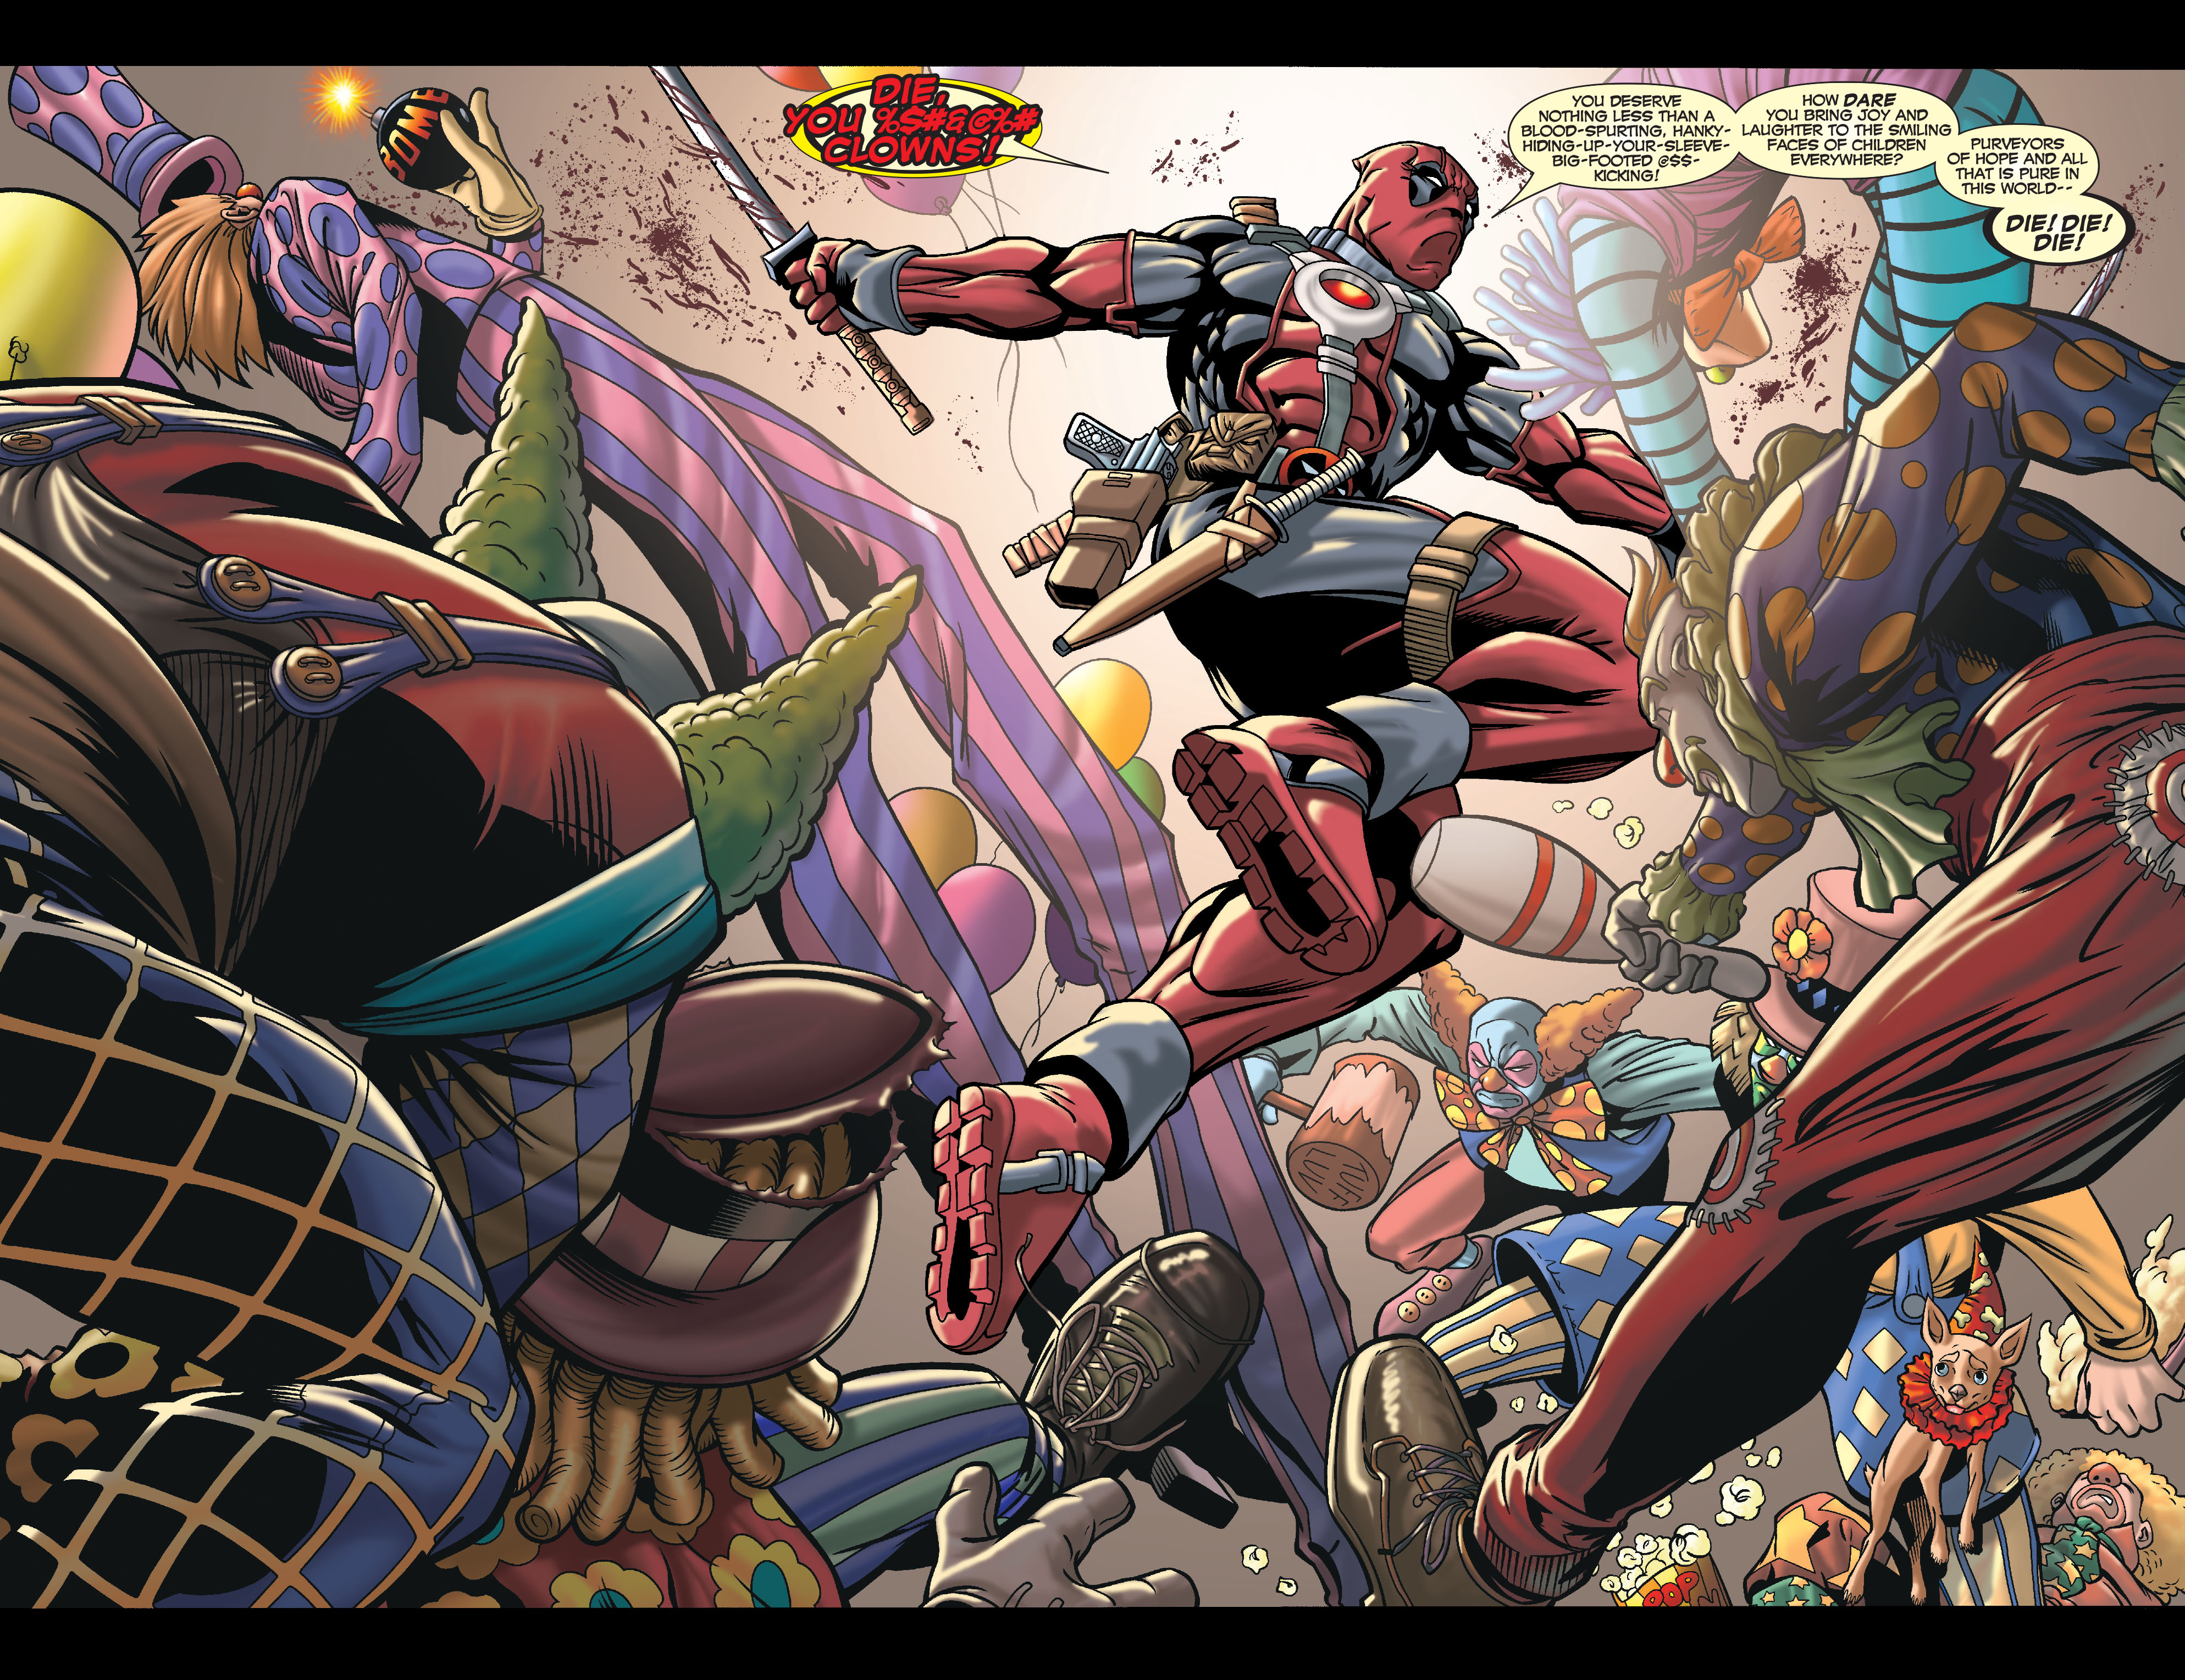 BOMB
DIE,
YOU %$#&@%#
CLOWNS!
YOU DESERVE
NOTHING LESS THAN A
BLOOD-SPURTING, HANKY-
HIDING-UP-YOUR-SLEEVE-
BIG-FOOTED @$$-
KICKING!
HOW DARE
YOU BRING JOY AND
LAUGHTER TO THE SMILING
FACES OF CHILDREN
EVERYWHERE?
PURVEYORS
OF HOPE AND ALL
THAT IS PURE IN
THIS WORLD--
DIE! DIE!
DIE!
POP